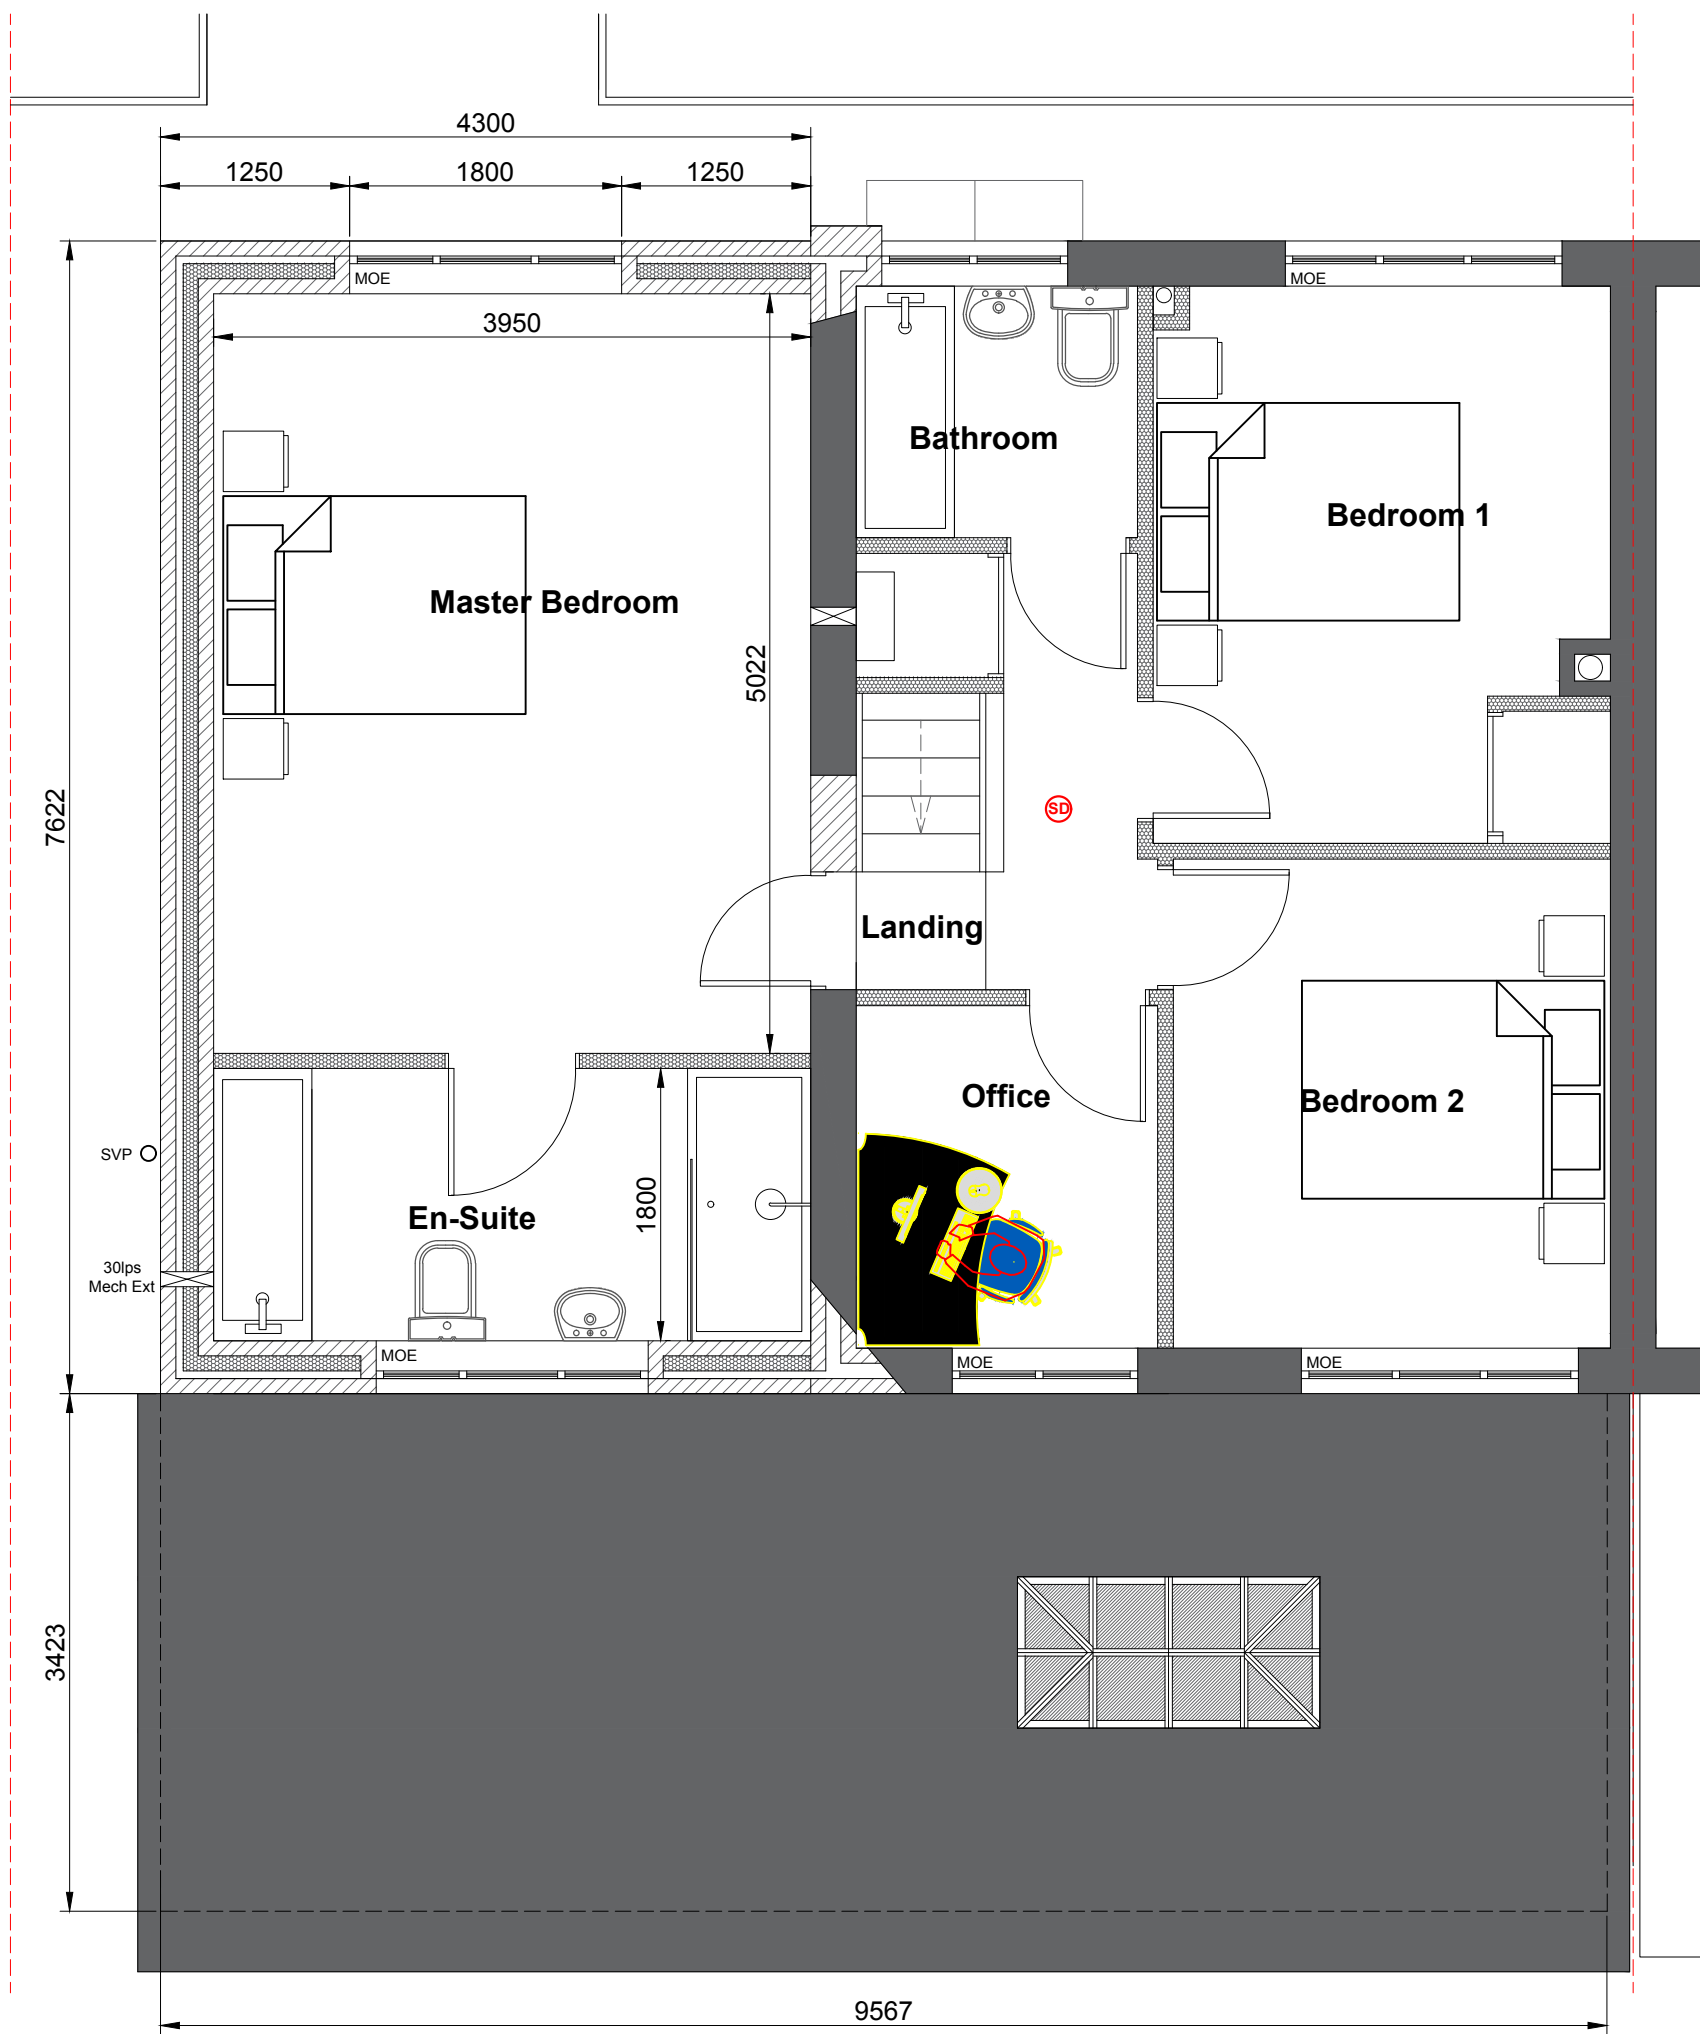 4300
1250
1800
1250
MOE
MOE
3950
Bathroom
Bedroom 1
Master Bedroom
5022
7622
SD
Landing
Office
Bedroom 2
SVP
En-Suite
1800
30lps
Mech Ext
MOE
MOE
MOE
3423
9567